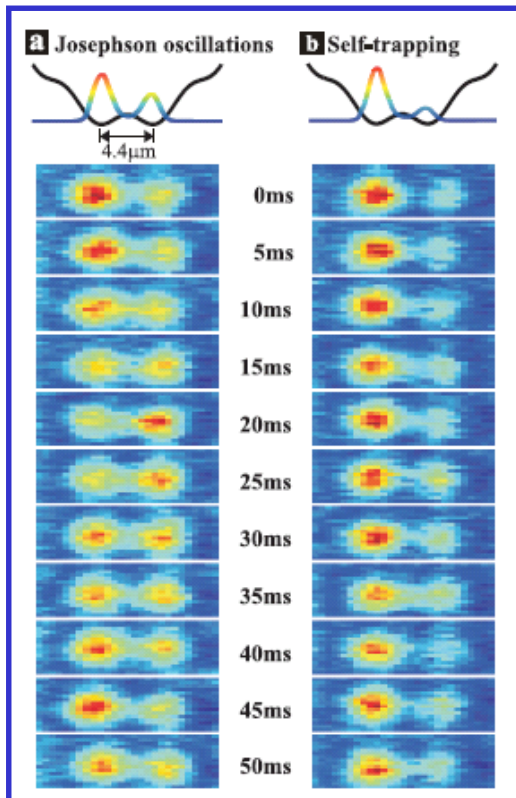 a Josephson oscillations
b Self-trapping
4.4μm
0ms
5ms
10ms
15ms
20ms
25ms
30ms
35ms
40ms
45ms
50ms